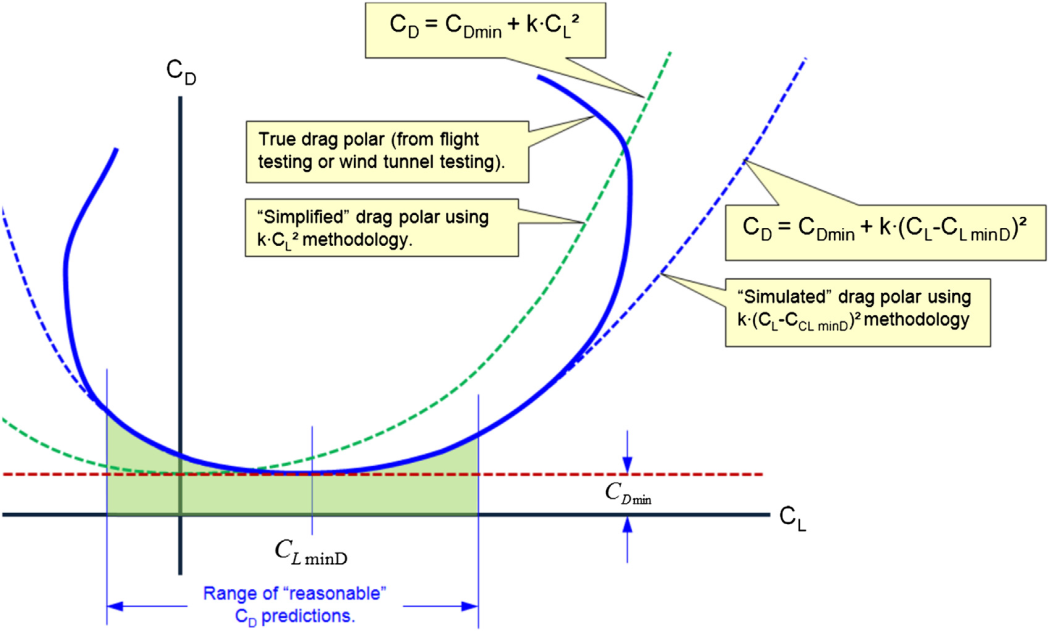 C_D = C_Dmin + k·C_L²
C_D
True drag polar (from flight
testing or wind tunnel testing).
“Simplified” drag polar using
k·C_L² methodology.
C_D = C_Dmin + k·(C_L-C_L minD)²
“Simulated” drag polar using
k·(C_L-C_CL minD)² methodology
C_Dmin
C_L
C_L minD
Range of “reasonable”
C_D predictions.